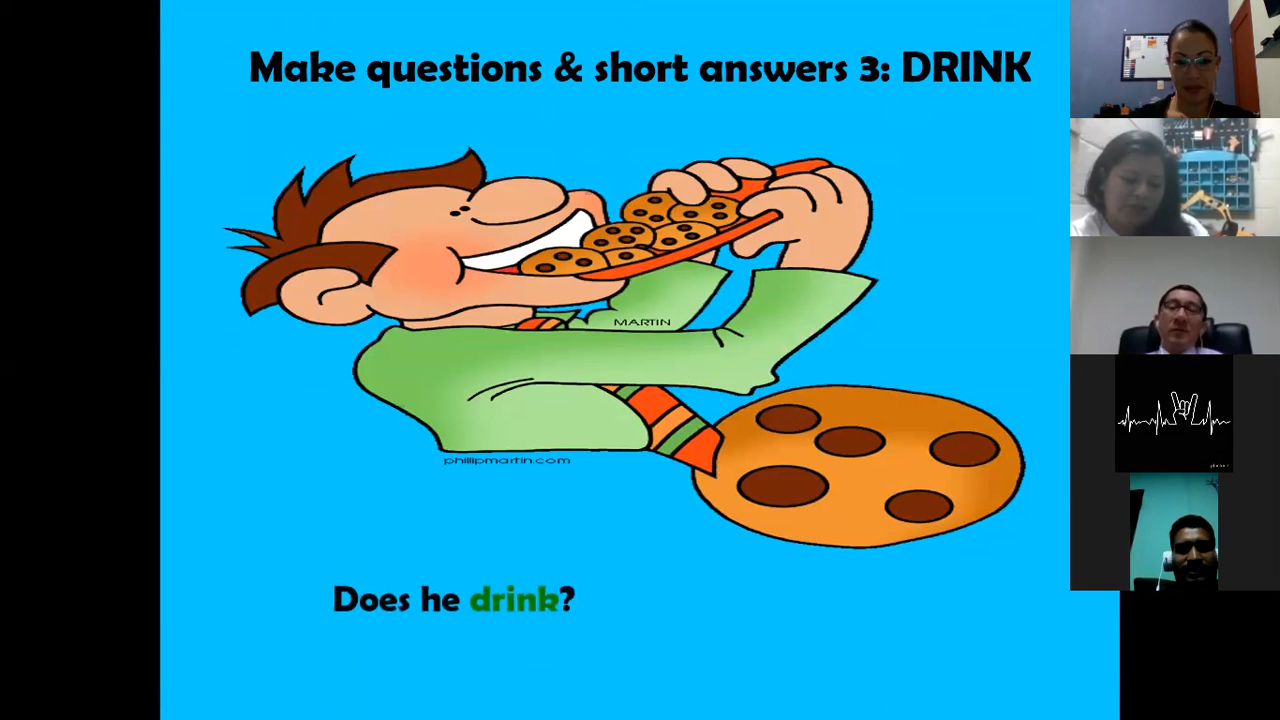 Make questions & short answers 3: DRINK
MARTIN
phillipmartin.com
Does he drink?